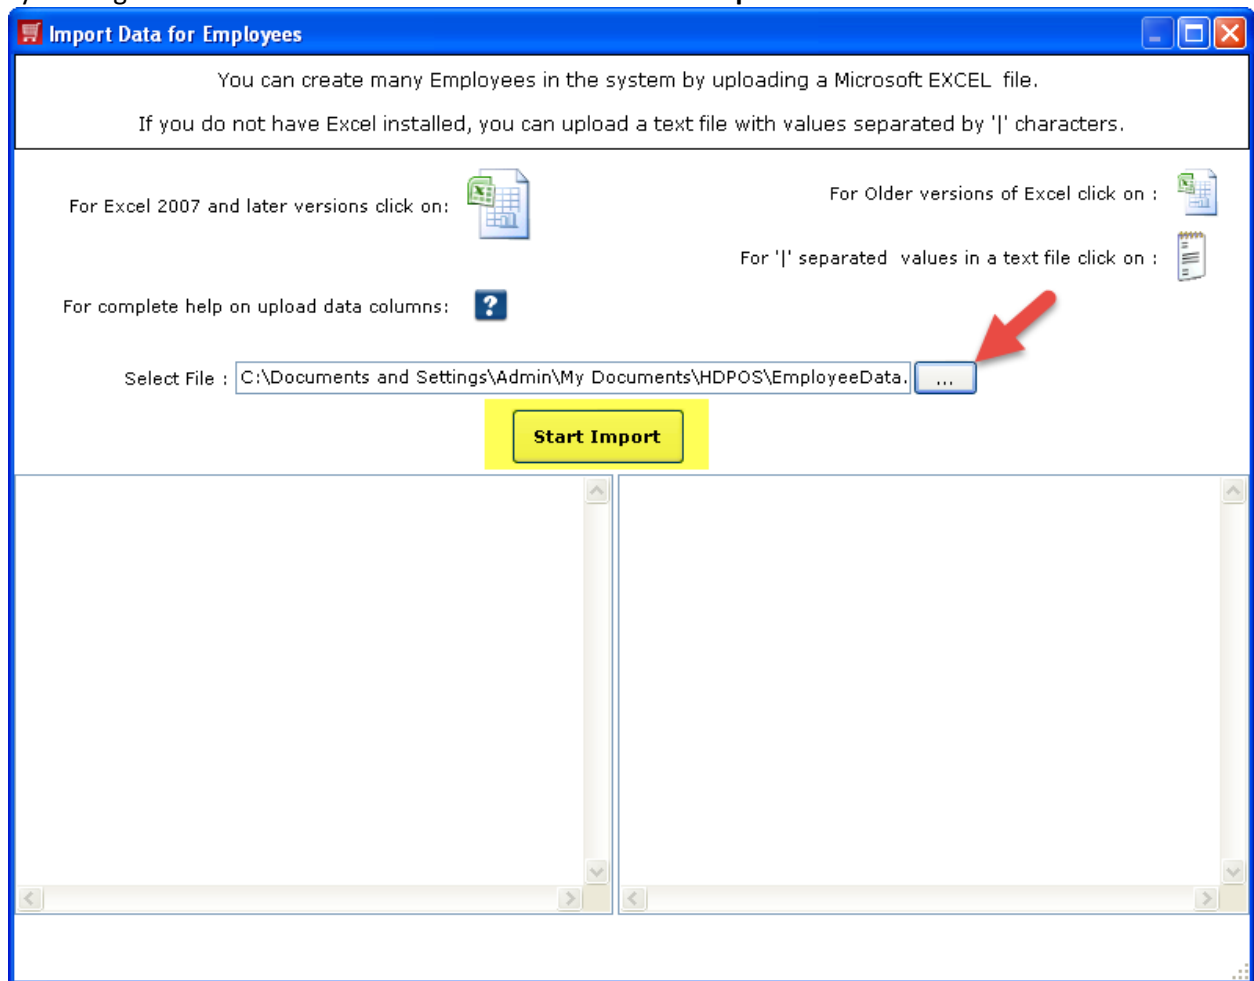 Import Data for Employees
You can create many Employees in the system by uploading a Microsoft EXCEL file.
If you do not have Excel installed, you can upload a text file with values separated by '|' characters.
For Excel 2007 and later versions click on:
For Older versions of Excel click on :
For '|' separated values in a text file click on :
For complete help on upload data columns:
?
Select File : C:\Documents and Settings\Admin\My Documents\HDPOS\EmployeeData. ...
Start Import